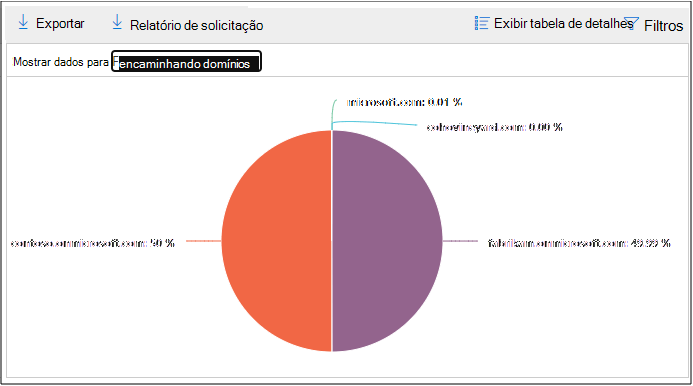 Exportar
Relatório de solicitação
Exibir tabela de detalhes
Filtros
Mostrar dados para
encaminhando domínios
microsoft.com: 0.01 %
cohovineyard.com: 0.00 %
contoso.onmicrosoft.com: 50 %
fabrikam.onmicrosoft.com: 49.99 %